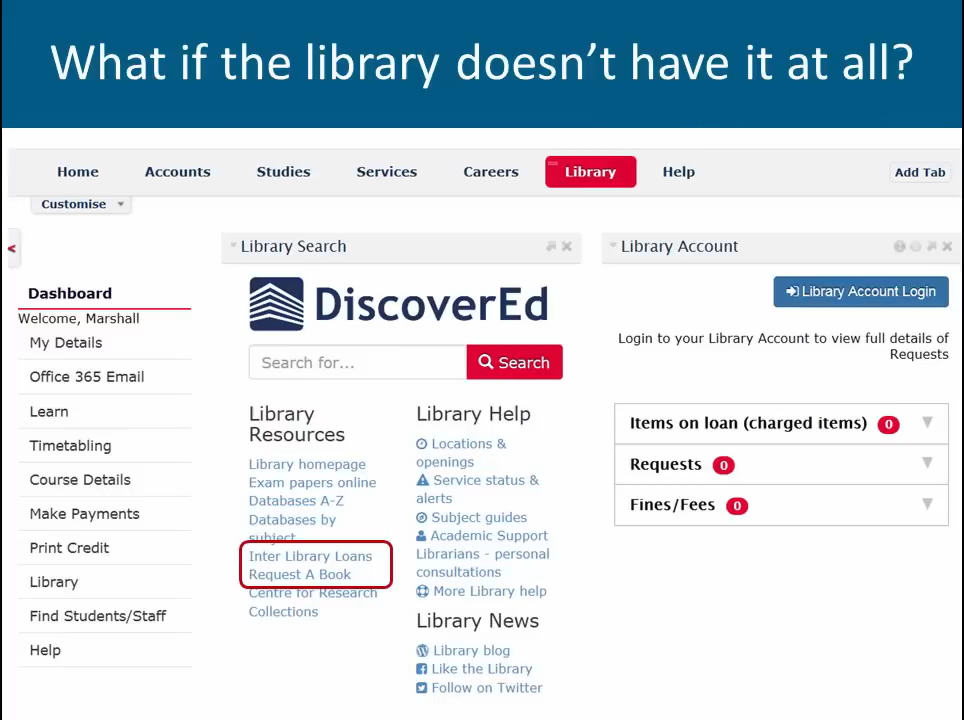 What if the library doesn't have it at all?
Home Accounts Studies Services Careers Library Help Add Tab
Customise
<
Dashboard
Welcome, Marshall
My Details
Office 365 Email
Learn
Timetabling
Course Details
Make Payments
Print Credit
Library
Find Students/Staff
Help
Library Search
DiscoverEd
Search for...
Search
Library
Resources
Library homepage
Exam papers online
Databases A-Z
Databases by
subject
Inter Library Loans
Request A Book
Centre for Research
Collections
Library Help
Locations &
openings
Service status &
alerts
Subject guides
Academic Support
Librarians - personal
consultations
More Library help
Library News
Library blog
Like the Library
Follow on Twitter
Library Account
Library Account Login
Login to your Library Account to view full details of
Requests
Items on loan (charged items) 0
Requests 0
Fines/Fees 0